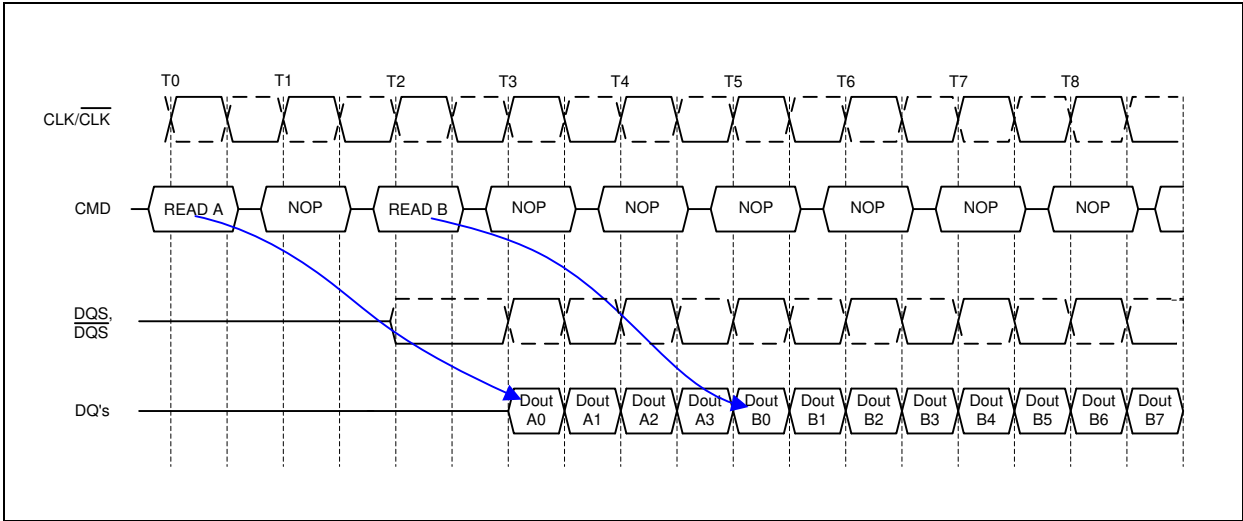 T0 T1 T2 T3 T4 T5 T6 T7 T8
CLK/C̅L̅K̅
CMD READ A NOP READ B NOP NOP NOP NOP NOP NOP
DQS,
D̅Q̅S̅
DQ's Dout Dout Dout Dout Dout Dout Dout Dout Dout Dout Dout Dout
A0 A1 A2 A3 B0 B1 B2 B3 B4 B5 B6 B7